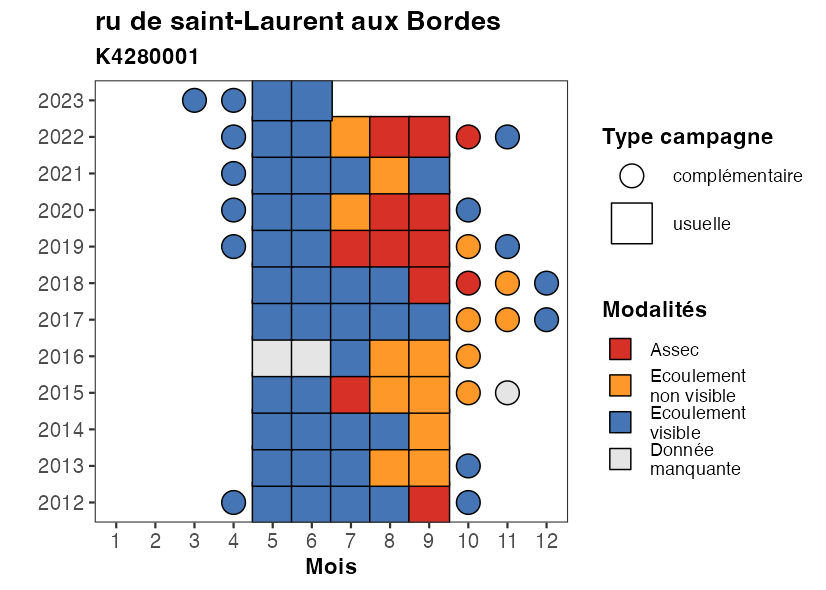 ru de saint-Laurent aux Bordes
K4280001
2023
2022
2021
2020
2019
2018
2017
2016
2015
2014
2013
2012
1 2 3 4 5 6 7 8 9 10 11 12
Mois
Type campagne
complémentaire
usuelle
Modalités
Assec
Ecoulement
non visible
Ecoulement
visible
Donnée
manquante